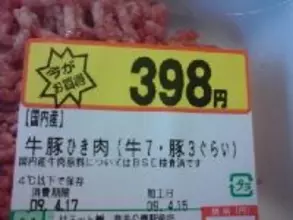 今が
お買得
398円
【国内産】
牛豚ひき肉(牛7・豚3ぐらい)
国内産牛肉原料についてはBSE検査済です
4℃以下で保存
消費期限 加工日
09.4.17 09.4.15